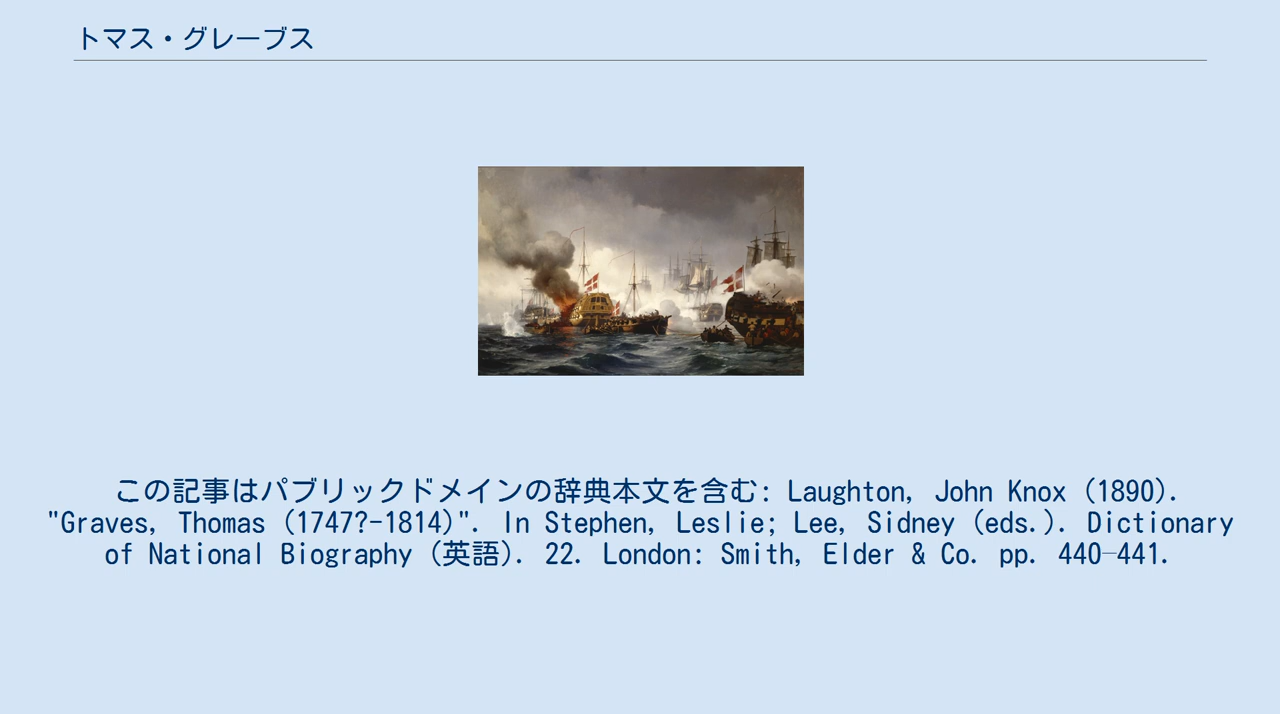 トマス・グレーブス
この記事はパブリックドメインの辞典本文を含む: Laughton, John Knox (1890).
"Graves, Thomas (1747?-1814)". In Stephen, Leslie; Lee, Sidney (eds.). Dictionary
of National Biography (英語). 22. London: Smith, Elder & Co. pp. 440–441.